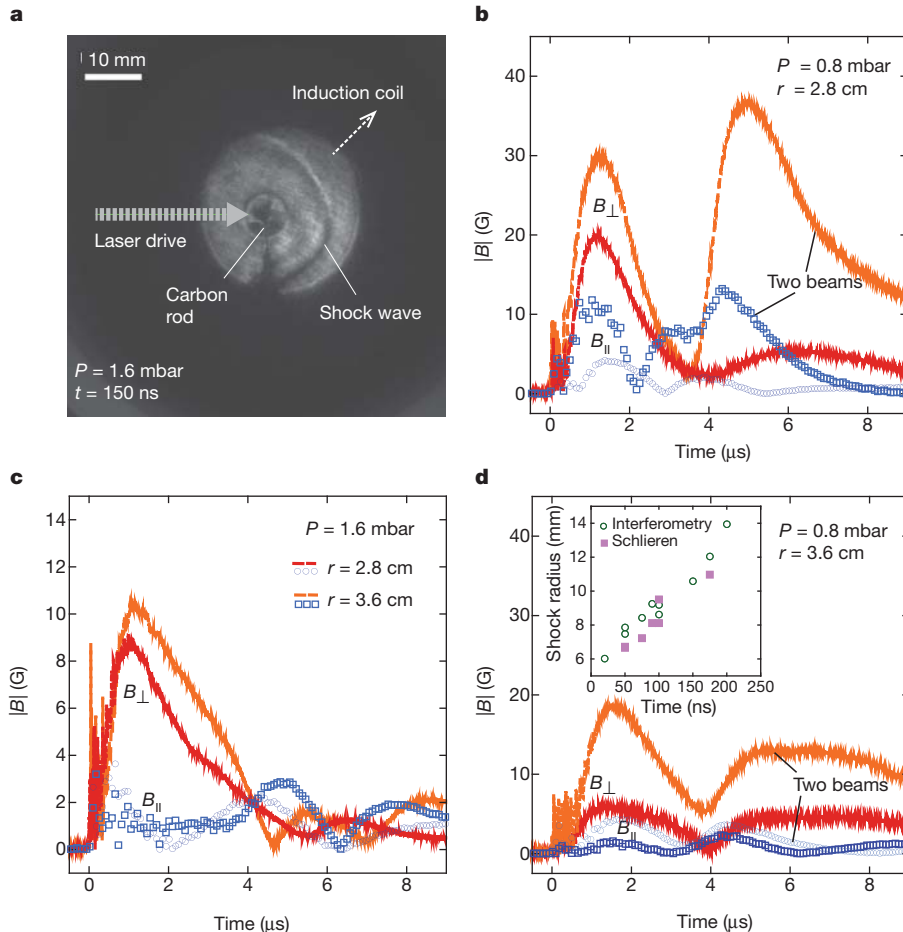 a
10 mm
Induction coil
Laser drive
Carbon
rod
Shock wave
P = 1.6 mbar
t = 150 ns
b
P = 0.8 mbar
r = 2.8 cm
40
30
20
10
0
|B| (G)
B⊥
B||
Two beams
0 2 4 6 8
Time (μs)
c
P = 1.6 mbar
r = 2.8 cm
r = 3.6 cm
14
12
10
8
6
4
2
0
|B| (G)
B⊥
B||
0 2 4 6 8
Time (μs)
d
P = 0.8 mbar
r = 3.6 cm
Interferometry
Schlieren
14
12
10
8
6
Shock radius (mm)
0 50 100 150 200 250
Time (ns)
40
30
20
10
0
|B| (G)
B⊥
B||
Two beams
0 2 4 6 8
Time (μs)